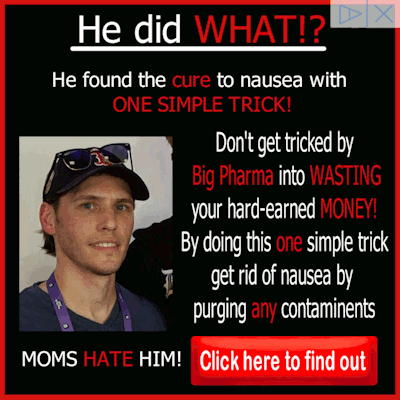 He did WHAT!?
He found the cure to nausea with
ONE SIMPLE TRICK!
Don't get tricked by
Big Pharma into WASTING
your hard-earned MONEY!
By doing this one simple trick
get rid of nausea by
purging any contaminents
MOMS HATE HIM!
Click here to find out